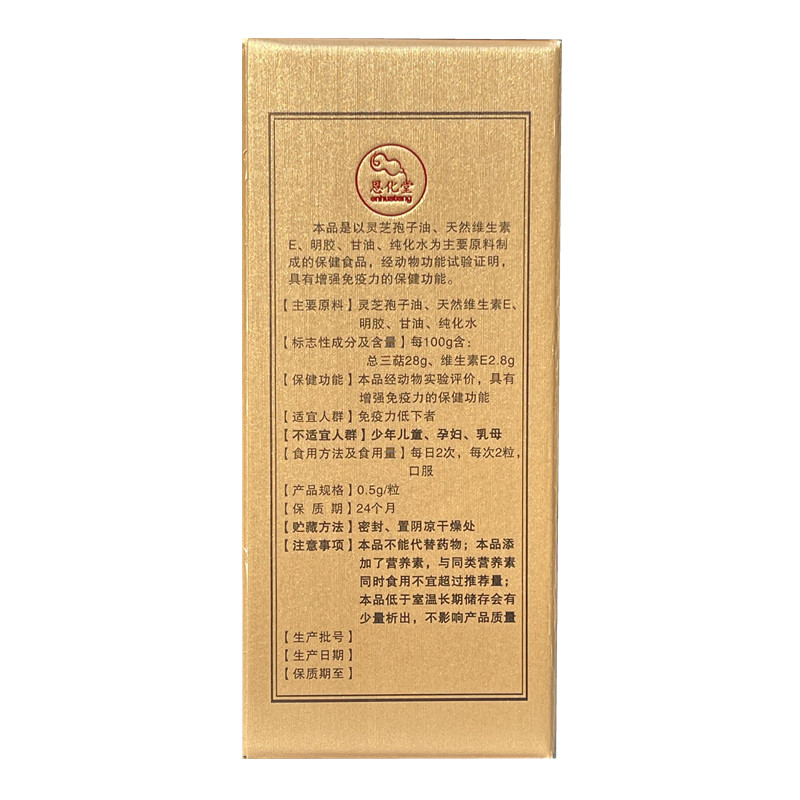 恩化堂
enhuatang
本品是以灵芝孢子油、天然维生素
E、明胶、甘油、纯化水为主要原料制
成的保健食品，经动物功能试验证明，
具有增强免疫力的保健功能。
【主要原料】灵芝孢子油、天然维生素E、
明胶、甘油、纯化水
【标志性成分及含量】每100g含：
总三萜28g、维生素E2.8g
【保健功能】本品经动物实验评价，具有
增强免疫力的保健功能
【适宜人群】免疫力低下者
【不适宜人群】少年儿童、孕妇、乳母
【食用方法及食用量】每日2次，每次2粒，
口服
【产品规格】0.5g/粒
【保 质 期】24个月
【贮藏方法】密封、置阴凉干燥处
【注意事项】本品不能代替药物；本品添
加了营养素，与同类营养素
同时食用不宜超过推荐量；
本品低于室温长期储存会有
少量析出，不影响产品质量
【生产批号】
【生产日期】
【保质期至】